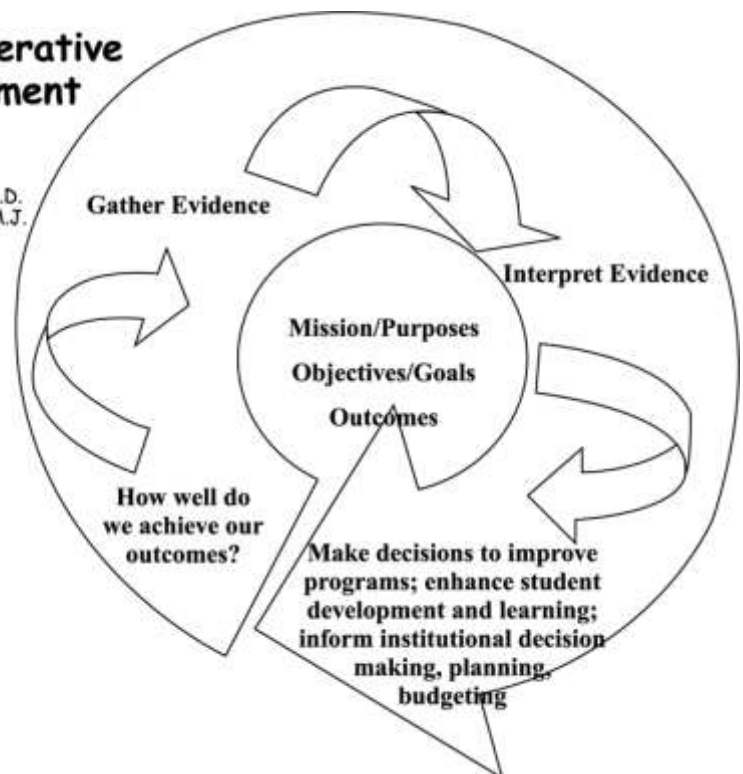 erative
ment
.D.
.J.
Gather Evidence
Interpret Evidence
Mission/Purposes
Objectives/Goals
Outcomes
How well do
we achieve our
outcomes?
Make decisions to improve
programs; enhance student
development and learning;
inform institutional decision
making, planning,
budgeting